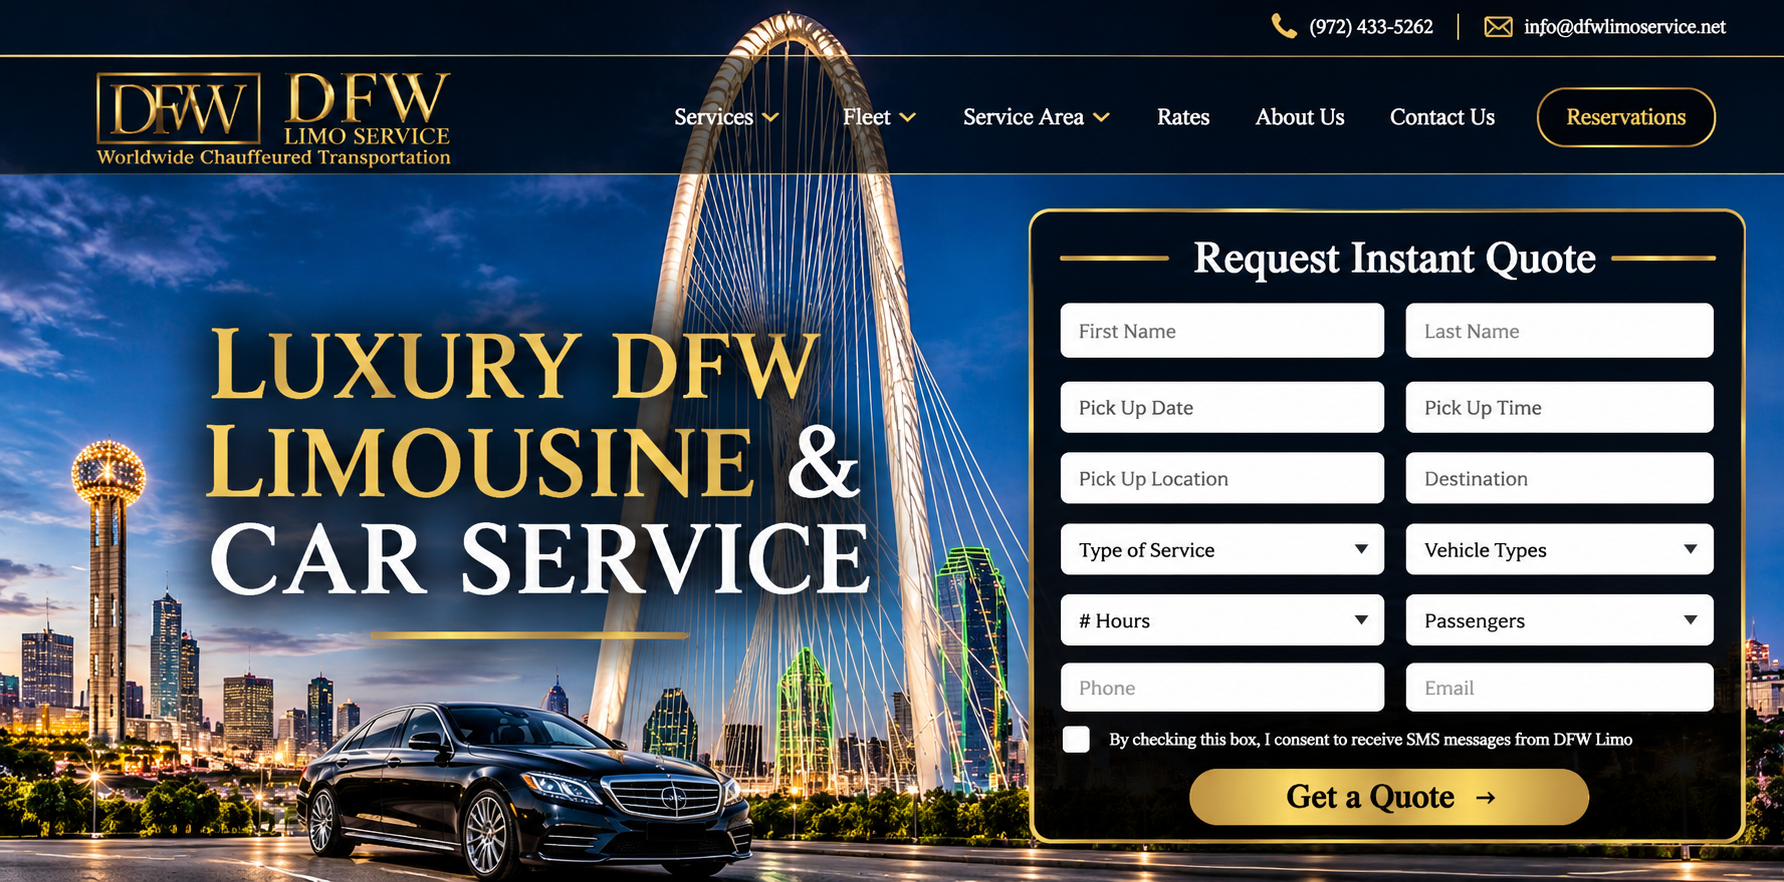 (972) 433-5262
info@dfwlimoservice.net
DFW
DFW
LIMO SERVICE
Worldwide Chauffeured Transportation
Services
Fleet
Service Area
Rates
About Us
Contact Us
Reservations
LUXURY DFW
LIMOUSINE &
CAR SERVICE
Request Instant Quote
First Name
Last Name
Pick Up Date
Pick Up Time
Pick Up Location
Destination
Type of Service
Vehicle Types
# Hours
Passengers
Phone
Email
By checking this box, I consent to receive SMS messages from DFW Limo
Get a Quote →